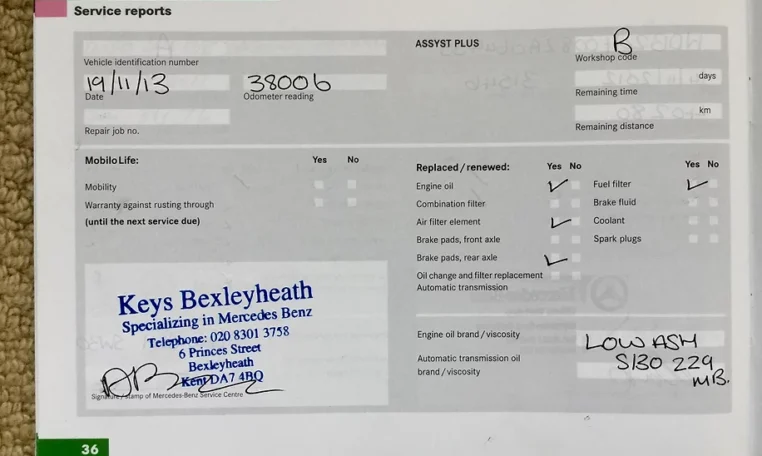 Service reports
ASSYST PLUS
B
Vehicle identification number
Workshop code
19/11/13
38006
days
Date
Odometer reading
Remaining time
km
Repair job no.
Remaining distance
MobiloLife: Yes No
Mobility
Warranty against rusting through
(until the next service due)
Replaced / renewed: Yes No Yes No
Engine oil ✓ Fuel filter ✓
Combination filter Brake fluid
Air filter element ✓ Coolant
Brake pads, front axle Spark plugs
Brake pads, rear axle ✓
Oil change and filter replacement
Automatic transmission
Keys Bexleyheath
Specializing in Mercedes Benz
Telephone: 020 8301 3758
6 Princes Street
Bexleyheath
Kent DA7 4BQ
Signature / stamp of Mercedes-Benz Service Centre
Engine oil brand / viscosity
LOW ASH
Automatic transmission oil
brand / viscosity
5/30 229
MB.
36